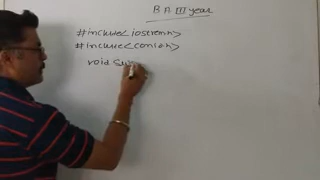 B A III year
#include<iostream.h>
#include<conio.h>
void